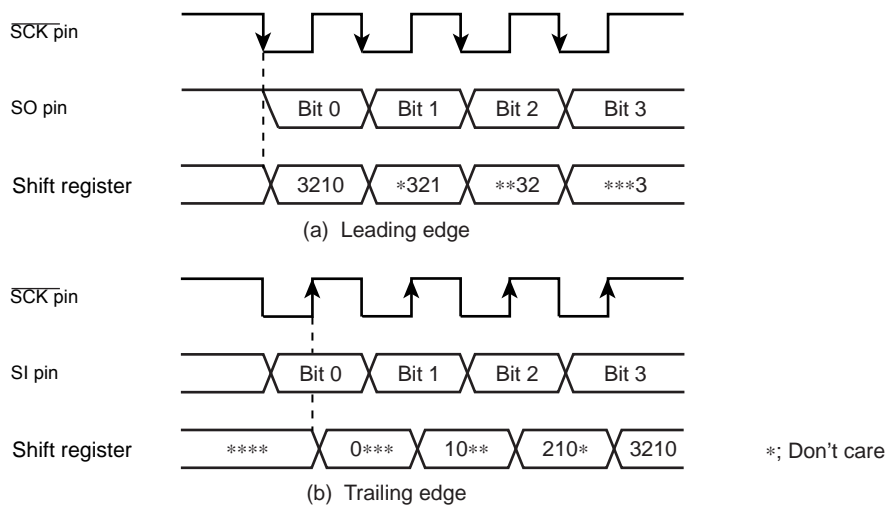 SCK pin
SO pin
Bit 0 Bit 1 Bit 2 Bit 3
Shift register
3210 *321 **32 ***3
(a) Leading edge
SCK pin
SI pin
Bit 0 Bit 1 Bit 2 Bit 3
Shift register
**** 0*** 10** 210* 3210
*; Don't care
(b) Trailing edge